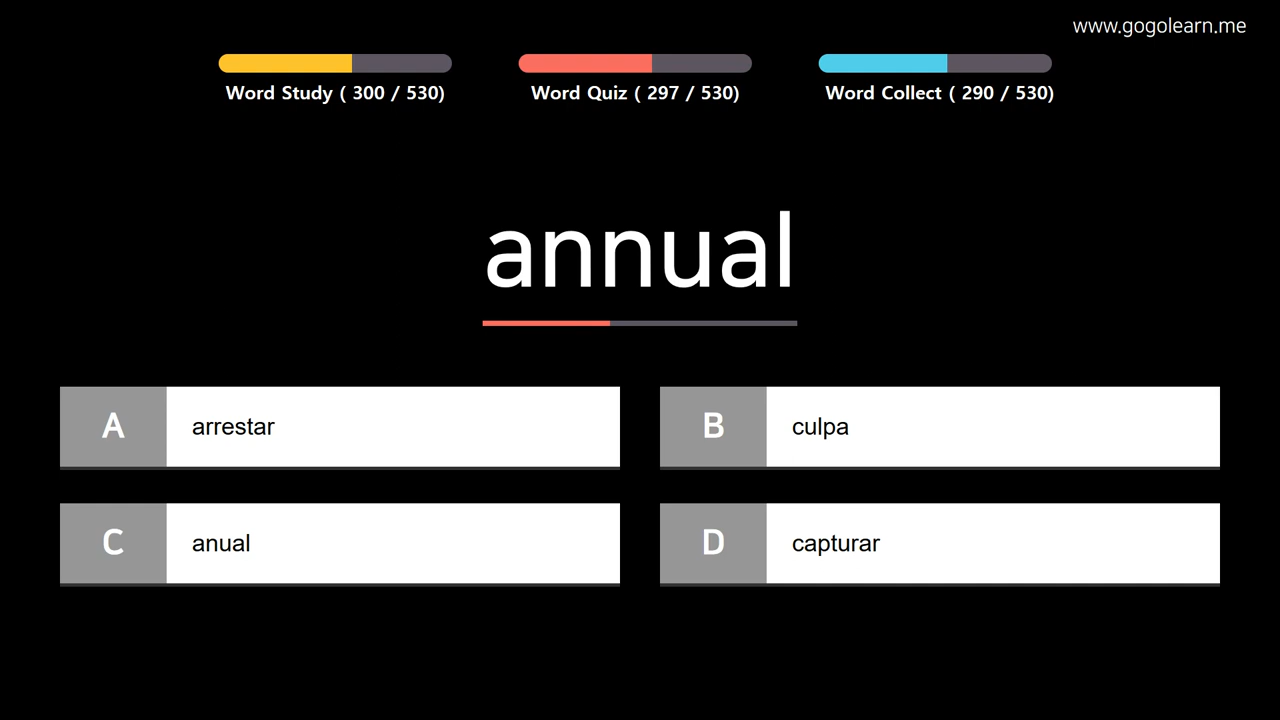 www.gogolearn.me
Word Study ( 300 / 530)
Word Quiz ( 297 / 530)
Word Collect ( 290 / 530)
annual
A
arrestar
B
culpa
C
anual
D
capturar